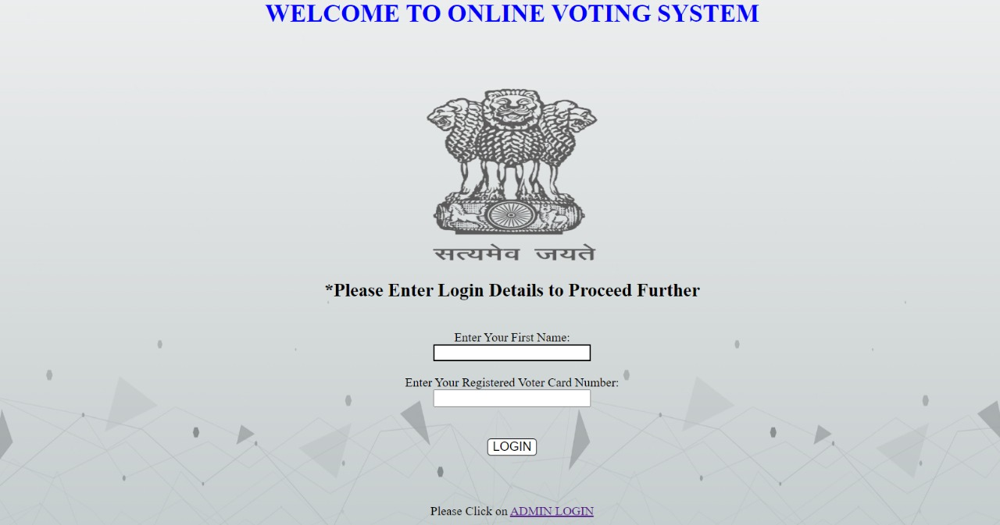 WELCOME TO ONLINE VOTING SYSTEM
सत्यमेव जयते
*Please Enter Login Details to Proceed Further
Enter Your First Name:
Enter Your Registered Voter Card Number:
LOGIN
Please Click on ADMIN LOGIN